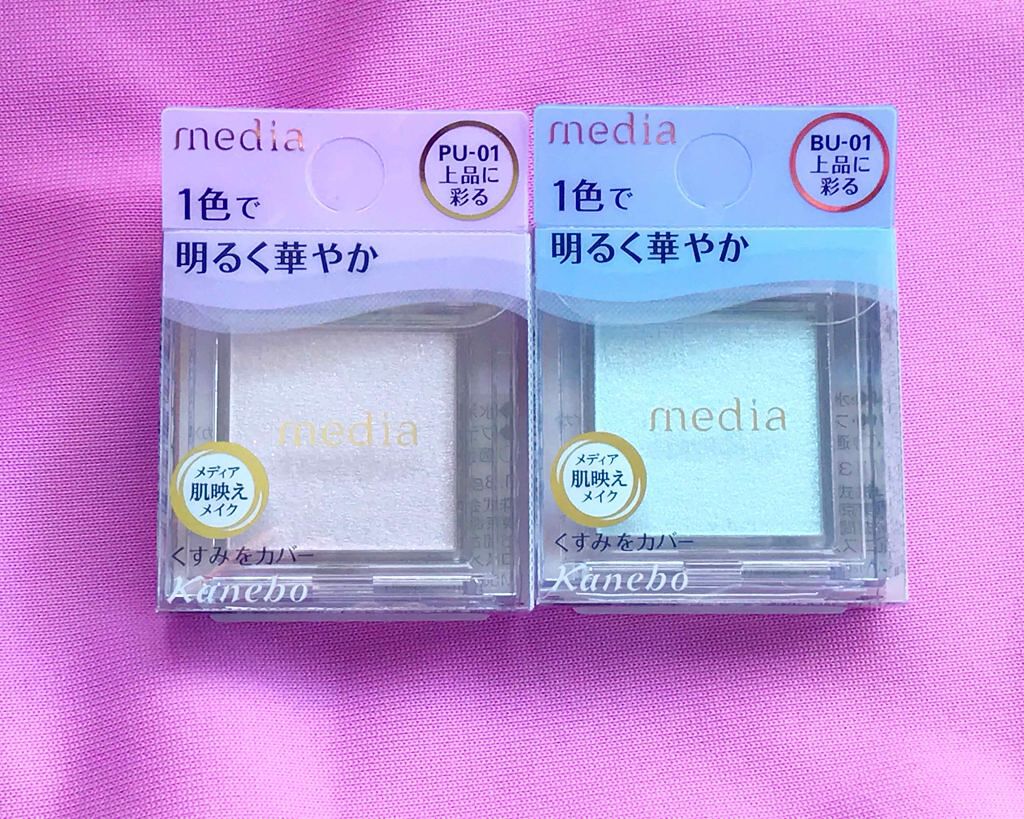 media
PU-01
上品に
彩る
1色で
明るく華やか
media
メディア
肌映え
メイク
くすみをカバー
Kanebo
media
BU-01
上品に
彩る
1色で
明るく華やか
media
メディア
肌映え
メイク
くすみをカバー
Kanebo